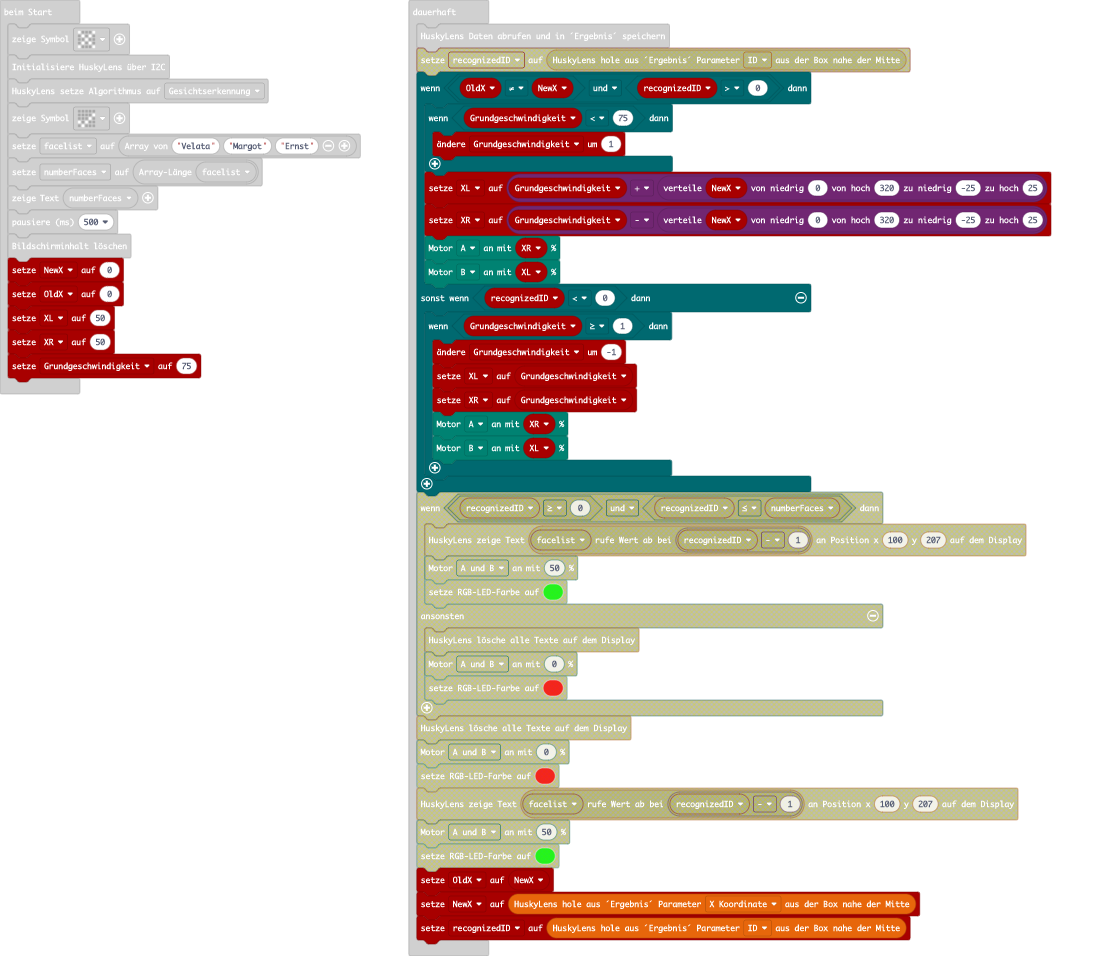 beim Start
zeige Symbol
Initialisiere HuskyLens über I2C
HuskyLens setze Algorithmus auf Gesichtserkennung
zeige Symbol
setze facelist auf Array von "Velata" "Margot" "Ernst"
setze numberFaces auf Array-Länge facelist
zeige Text numberFaces
pausiere (ms) 500
Bildschirminhalt löschen
setze NewX auf 0
setze OldX auf 0
setze XL auf 50
setze XR auf 50
setze Grundgeschwindigkeit auf 75
dauerhaft
HuskyLens Daten abrufen und in ´Ergebnis´ speichern
setze recognizedID auf HuskyLens hole aus ´Ergebnis´ Parameter ID aus der Box nahe der Mitte
wenn OldX ≠ NewX und recognizedID > 0 dann
wenn Grundgeschwindigkeit < 75 dann
ändere Grundgeschwindigkeit um 1
setze XL auf Grundgeschwindigkeit + verteile NewX von niedrig 0 von hoch 320 zu niedrig -25 zu hoch 25
setze XR auf Grundgeschwindigkeit - verteile NewX von niedrig 0 von hoch 320 zu niedrig -25 zu hoch 25
Motor A an mit XR %
Motor B an mit XL %
sonst wenn recognizedID < 0 dann
wenn Grundgeschwindigkeit ≥ 1 dann
ändere Grundgeschwindigkeit um -1
setze XL auf Grundgeschwindigkeit
setze XR auf Grundgeschwindigkeit
Motor A an mit XR %
Motor B an mit XL %
wenn recognizedID ≥ 0 und recognizedID ≤ numberFaces dann
HuskyLens zeige Text facelist rufe Wert ab bei recognizedID - 1 an Position x 100 y 207 auf dem Display
Motor A und B an mit 50 %
setze RGB-LED-Farbe auf
ansonsten
HuskyLens lösche alle Texte auf dem Display
Motor A und B an mit 0 %
setze RGB-LED-Farbe auf
HuskyLens lösche alle Texte auf dem Display
Motor A und B an mit 0 %
setze RGB-LED-Farbe auf
HuskyLens zeige Text facelist rufe Wert ab bei recognizedID - 1 an Position x 100 y 207 auf dem Display
Motor A und B an mit 50 %
setze RGB-LED-Farbe auf
setze OldX auf NewX
setze NewX auf HuskyLens hole aus ´Ergebnis´ Parameter X Koordinate aus der Box nahe der Mitte
setze recognizedID auf HuskyLens hole aus ´Ergebnis´ Parameter ID aus der Box nahe der Mitte